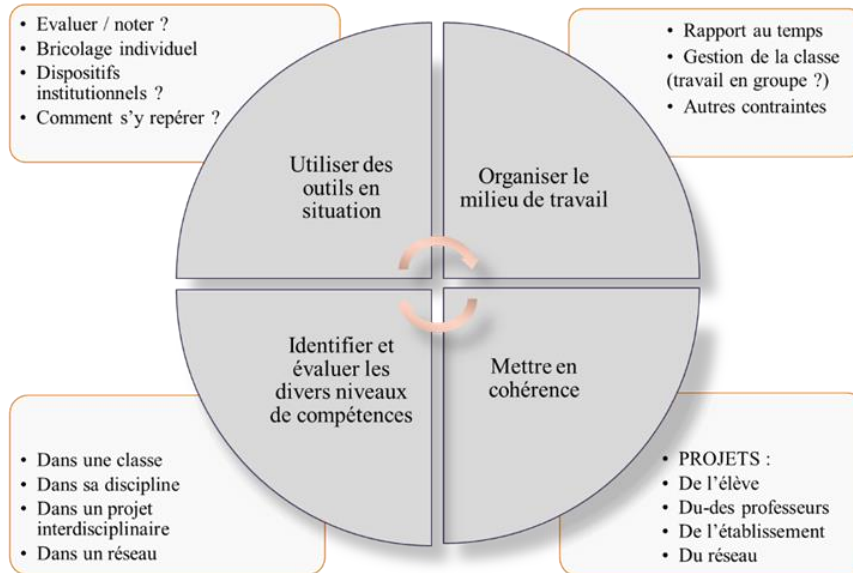 • Evaluer / noter ?
• Bricolage individuel
• Dispositifs
institutionnels ?
• Comment s’y repérer ?
• Rapport au temps
• Gestion de la classe
(travail en groupe ?)
• Autres contraintes
Utiliser des
outils en
situation
Organiser le
milieu de travail
Identifier et
évaluer les
divers niveaux
de compétences
Mettre en
cohérence
• Dans une classe
• Dans sa discipline
• Dans un projet
interdisciplinaire
• Dans un réseau
• PROJETS :
• De l’élève
• Du-des professeurs
• De l’établissement
• Du réseau